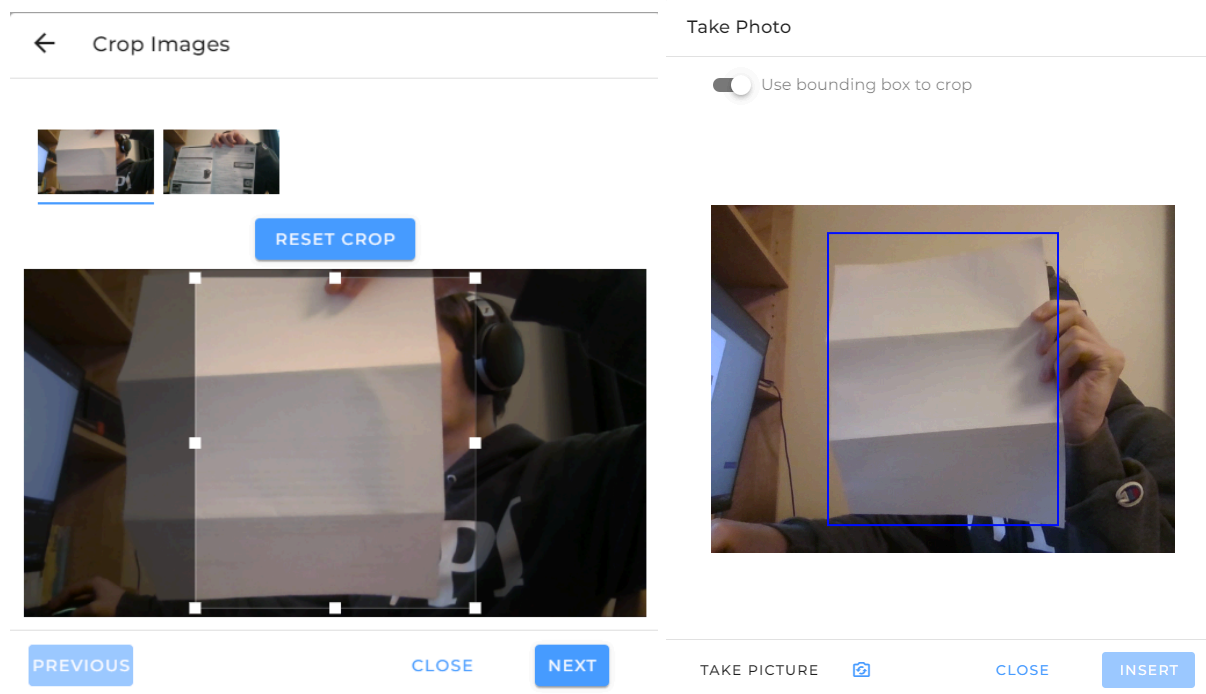 Crop Images
RESET CROP
PREVIOUS
CLOSE
NEXT
Take Photo
Use bounding box to crop
TAKE PICTURE
CLOSE
INSERT